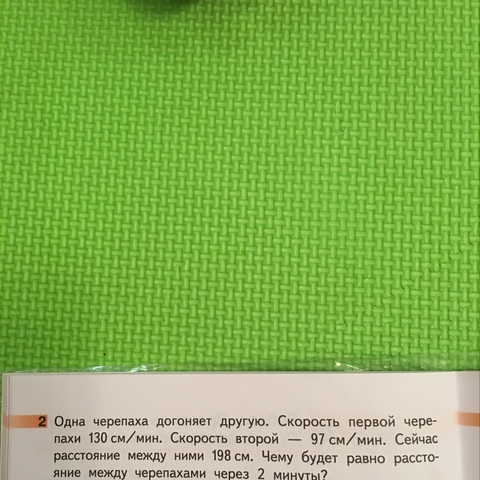 2 Одна черепаха догоняет другую. Скорость первой чере-
пахи 130 см/мин. Скорость второй — 97 см/мин. Сейчас
расстояние между ними 198 см. Чему будет равно рассто-
яние между черепахами через 2 минуты?